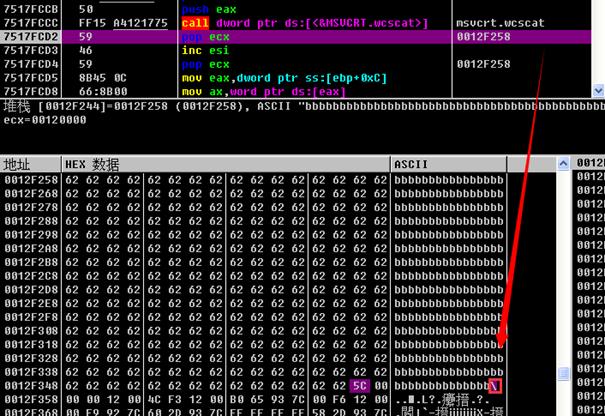 7517FCCB 50 push eax
7517FCCC FF15 A4121775 call dword ptr ds:[<&MSVCRT.wcscat>] msvcrt.wcscat
7517FCD2 59 pop ecx 0012F258
7517FCD3 46 inc esi
7517FCD4 59 pop ecx 0012F258
7517FCD5 8B45 0C mov eax,dword ptr ss:[ebp+0xC]
7517FCD8 66:8B00 mov ax,word ptr ds:[eax]
堆栈 [0012F244]=0012F258 (0012F258), ASCII "bbbbbbbbbbbbbbbbbbbbbbbbbbbbbbbbbbbbbbbbbb
ecx=00120000
地址 HEX 数据 ASCII 0012
0012F258 62 62 62 62 62 62 62 62 62 62 62 62 62 62 62 62 bbbbbbbbbbbbbbbb 0012
0012F268 62 62 62 62 62 62 62 62 62 62 62 62 62 62 62 62 bbbbbbbbbbbbbbbb 0012
0012F278 62 62 62 62 62 62 62 62 62 62 62 62 62 62 62 62 bbbbbbbbbbbbbbbb 0012
0012F288 62 62 62 62 62 62 62 62 62 62 62 62 62 62 62 62 bbbbbbbbbbbbbbbb 0012
0012F298 62 62 62 62 62 62 62 62 62 62 62 62 62 62 62 62 bbbbbbbbbbbbbbbb 0012
0012F2A8 62 62 62 62 62 62 62 62 62 62 62 62 62 62 62 62 bbbbbbbbbbbbbbbb 0012
0012F2B8 62 62 62 62 62 62 62 62 62 62 62 62 62 62 62 62 bbbbbbbbbbbbbbbb 0012
0012F2C8 62 62 62 62 62 62 62 62 62 62 62 62 62 62 62 62 bbbbbbbbbbbbbbbb 0012
0012F2D8 62 62 62 62 62 62 62 62 62 62 62 62 62 62 62 62 bbbbbbbbbbbbbbbb 0012
0012F2E8 62 62 62 62 62 62 62 62 62 62 62 62 62 62 62 62 bbbbbbbbbbbbbbbb 0012
0012F2F8 62 62 62 62 62 62 62 62 62 62 62 62 62 62 62 62 bbbbbbbbbbbbbbbb 0012
0012F308 62 62 62 62 62 62 62 62 62 62 62 62 62 62 62 62 bbbbbbbbbbbbbbbb 0012
0012F318 62 62 62 62 62 62 62 62 62 62 62 62 62 62 62 62 bbbbbbbbbbbbbbbb 0012
0012F328 62 62 62 62 62 62 62 62 62 62 62 62 62 62 62 62 bbbbbbbbbbbbbbbb 0012
0012F338 62 62 62 62 62 62 62 62 62 62 62 62 62 62 62 62 bbbbbbbbbbbbbbbb 0012
0012F348 62 62 62 62 62 62 62 62 62 62 62 62 62 62 5C 00 bbbbbbbbbbbbbb\ 0012
0012F358 00 00 12 00 4C F3 12 00 B0 65 93 7C 00 F6 12 00 0012
0012F368 00 E9 92 7C 60 2D 93 7C FF FF FF FF 58 2D 93 7C 0012